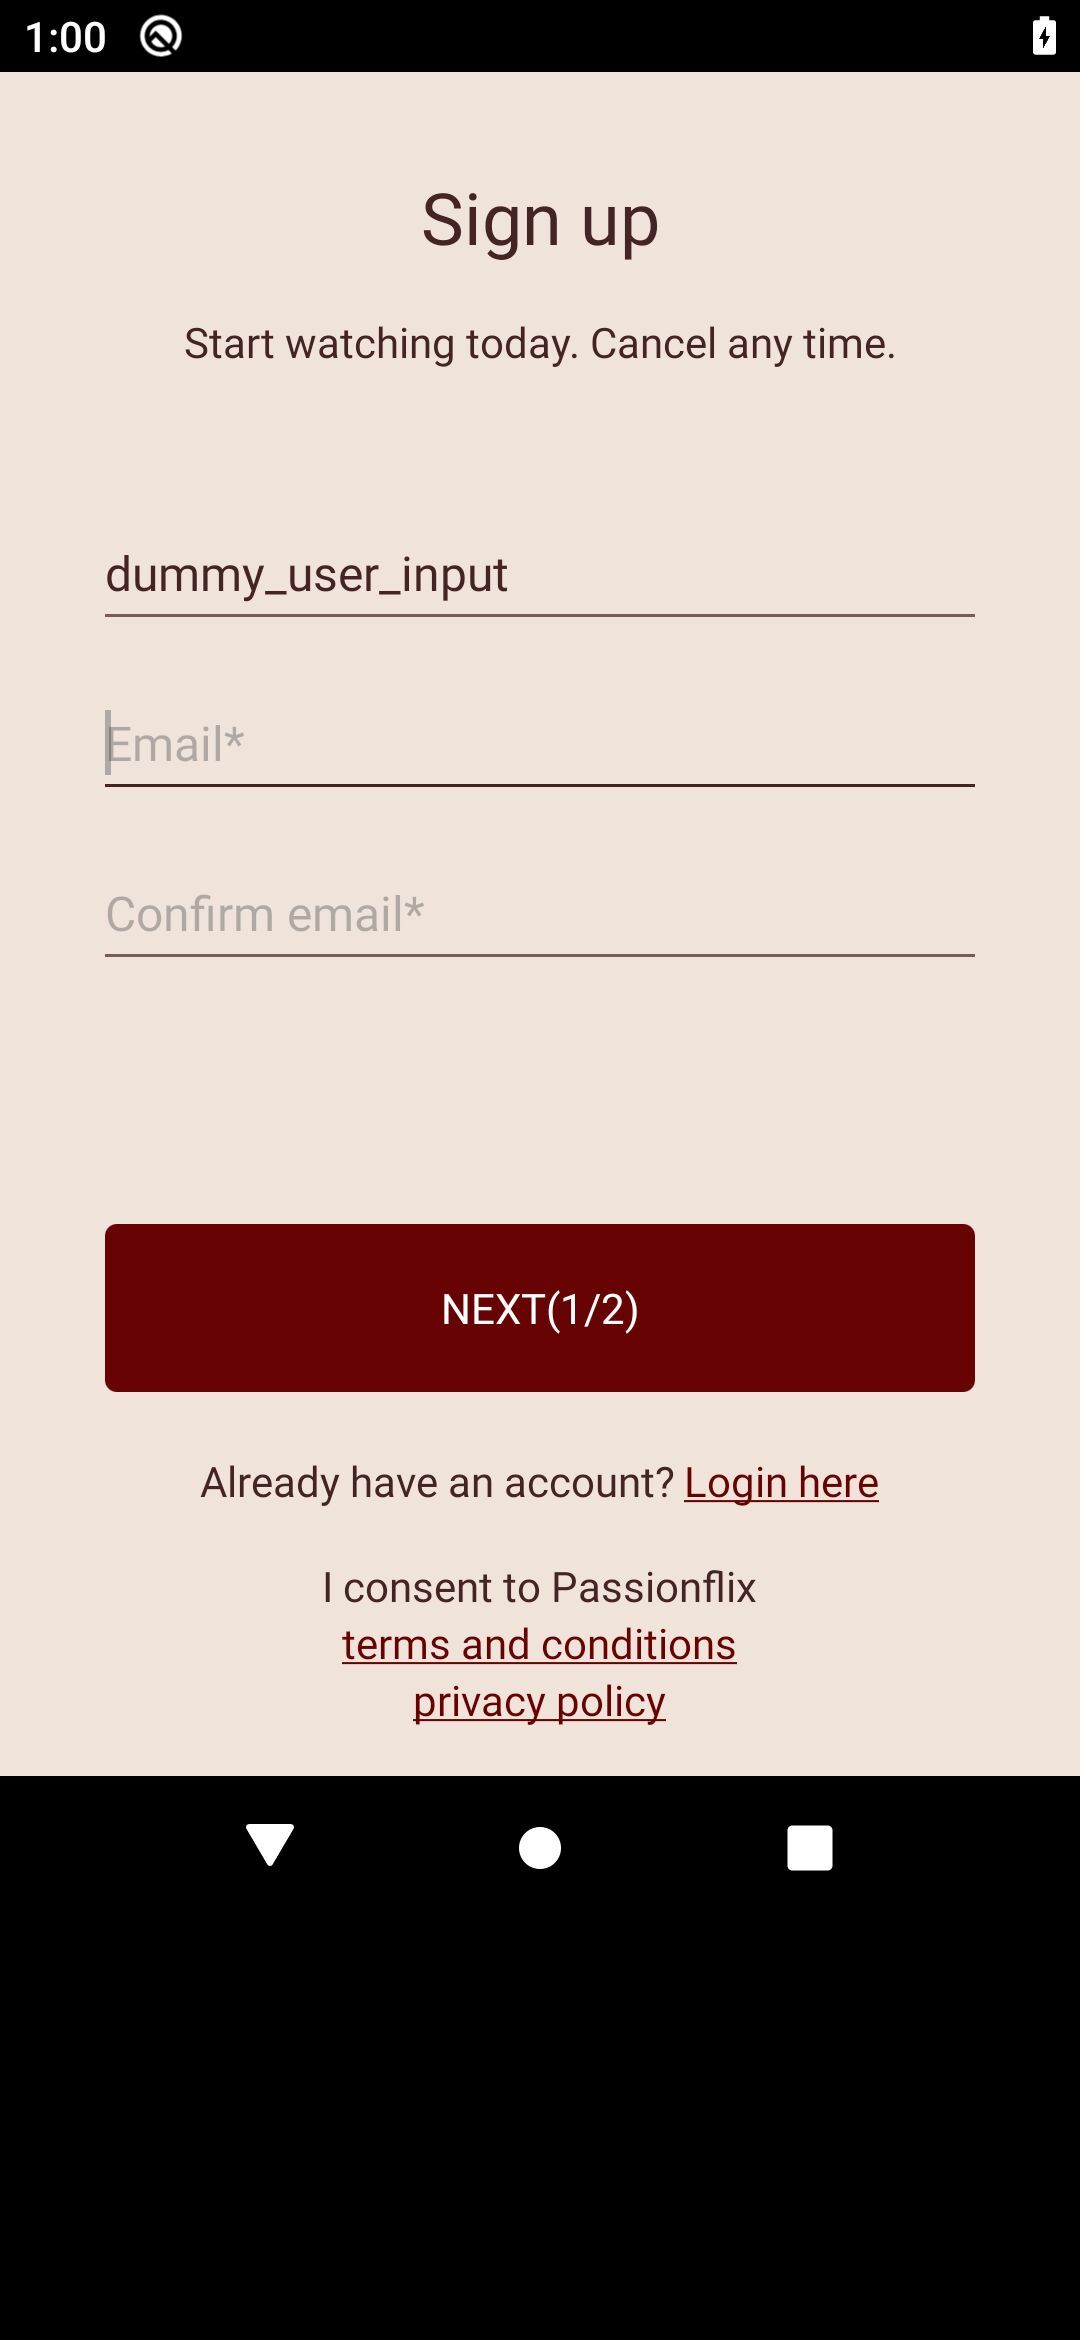 1:00
Sign up
Start watching today. Cancel any time.
dummy_user_input
Email*
Confirm email*
NEXT(1/2)
Already have an account? Login here
I consent to Passionflix
terms and conditions
privacy policy